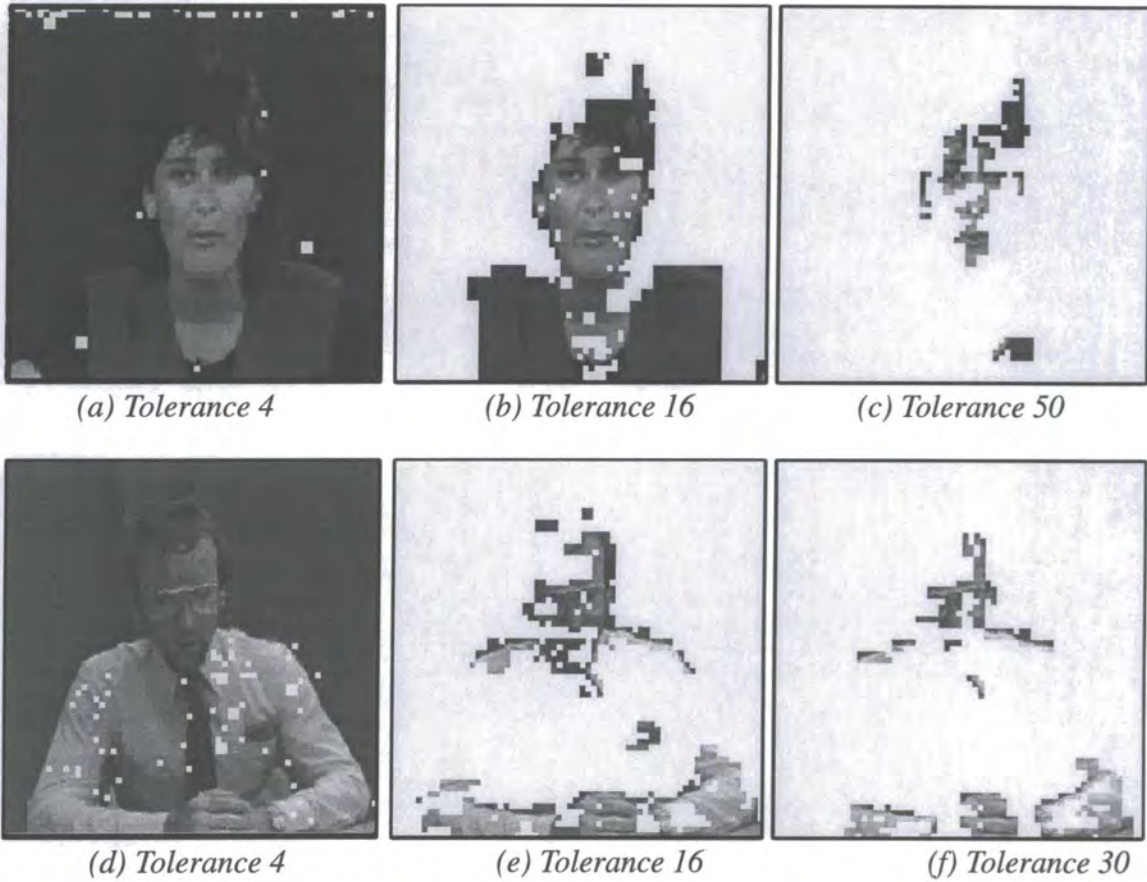 (a) Tolerance 4
(b) Tolerance 16
(c) Tolerance 50
(d) Tolerance 4
(e) Tolerance 16
(f) Tolerance 30